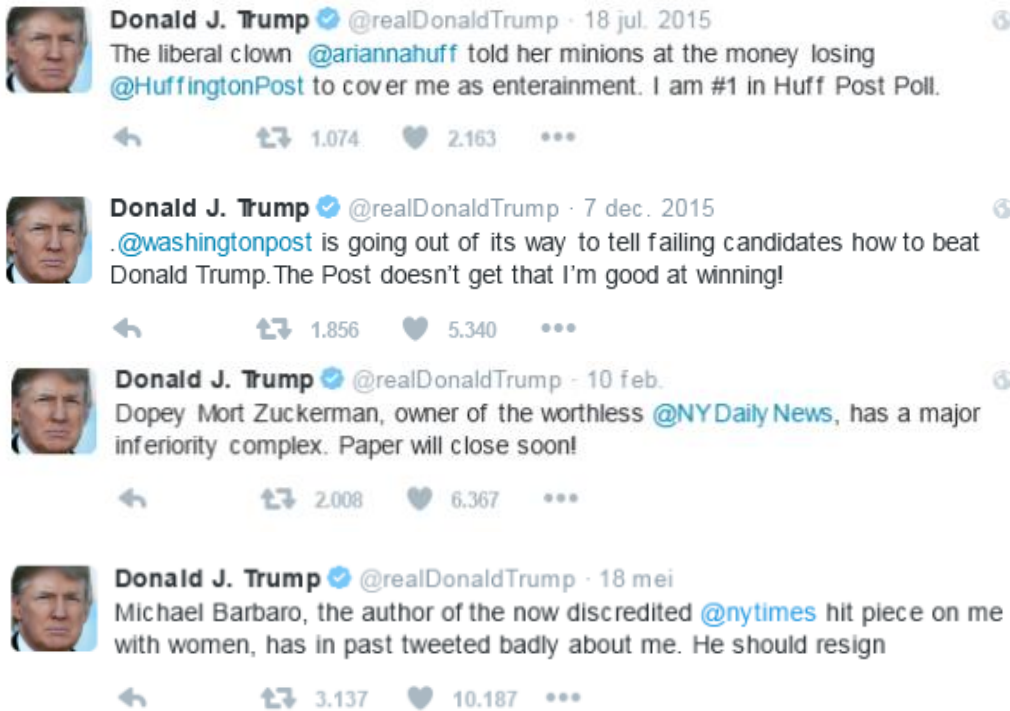 Donald J. Trump @realDonaldTrump · 18 jul. 2015
The liberal clown @ariannahuff told her minions at the money losing
@HuffingtonPost to cover me as enterainment. I am #1 in Huff Post Poll.
1.074 2.163
Donald J. Trump @realDonaldTrump · 7 dec. 2015
.@washingtonpost is going out of its way to tell failing candidates how to beat
Donald Trump.The Post doesn't get that I'm good at winning!
1.856 5.340
Donald J. Trump @realDonaldTrump · 10 feb.
Dopey Mort Zuckerman, owner of the worthless @NYDailyNews, has a major
inferiority complex. Paper will close soon!
2.008 6.367
Donald J. Trump @realDonaldTrump · 18 mei
Michael Barbaro, the author of the now discredited @nytimes hit piece on me
with women, has in past tweeted badly about me. He should resign
3.137 10.187